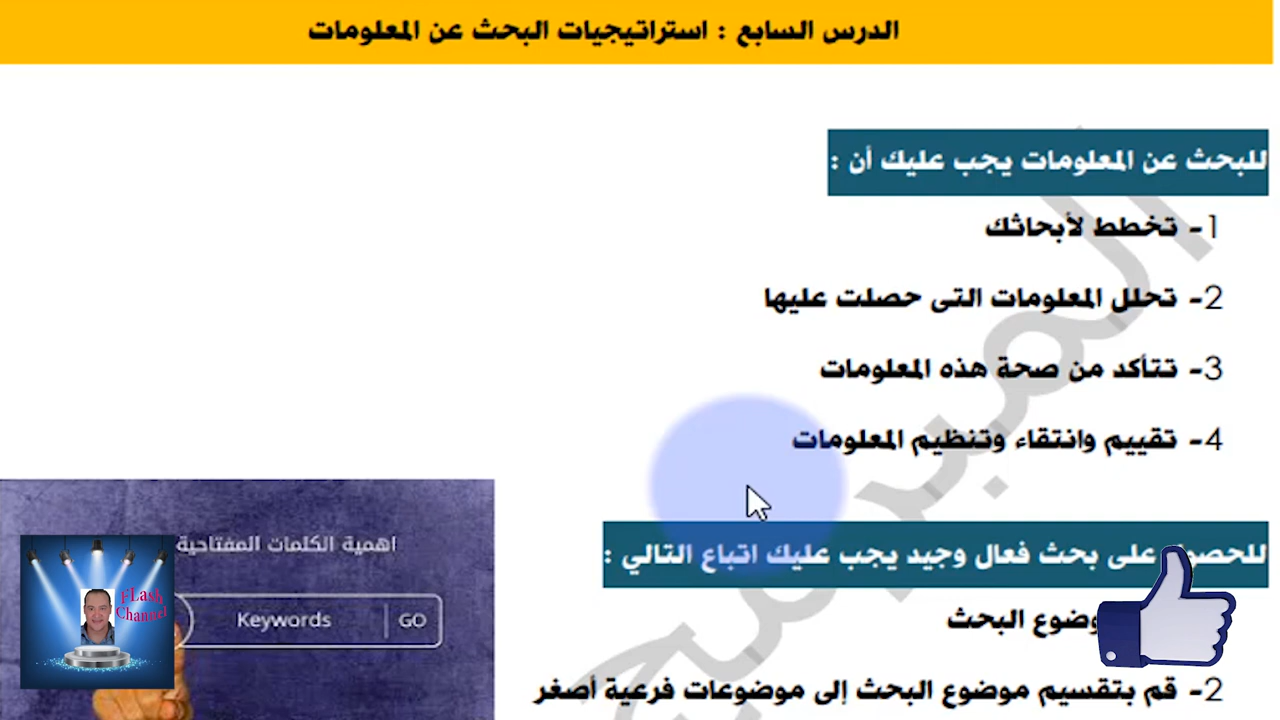 الدرس السابع : استراتيجيات البحث عن المعلومات
للبحث عن المعلومات يجب عليك أن :
1- تخطط لأبحاثك
2- تحلل المعلومات التى حصلت عليها
3- تتأكد من صحة هذه المعلومات
4- تقييم وانتقاء وتنظيم المعلومات
للحصول على بحث فعال وجيد يجب عليك اتباع التالي :
البحث
2- قم بتقسيم موضوع البحث إلى موضوعات فرعية أصغر
اهمية الكلمات المفتاحية
Keywords GO
FLash
Channel